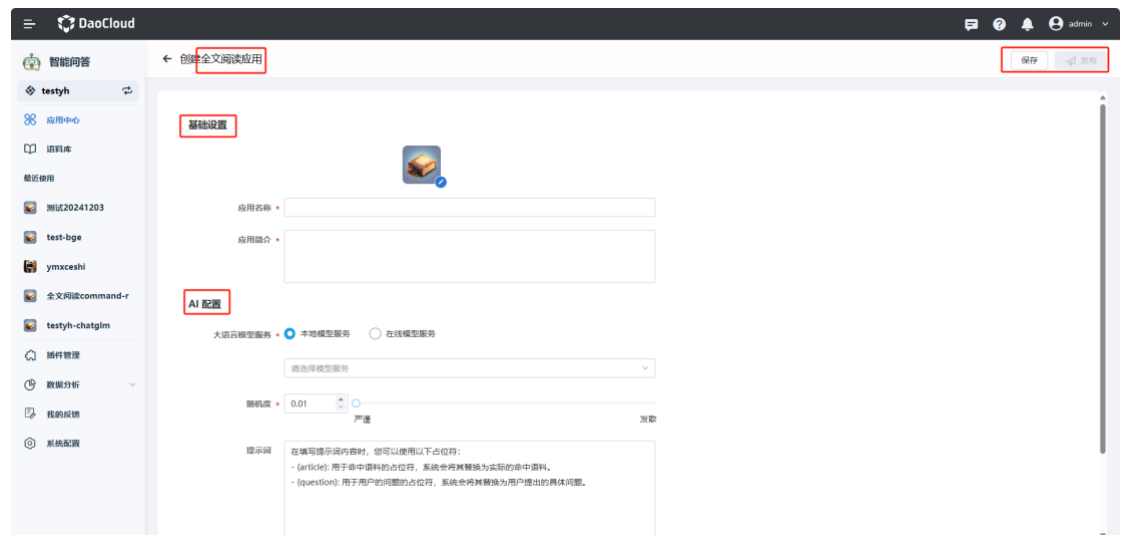 DaoCloud
admin
智能问答
创建全文阅读应用
保存
发布
testyh
应用中心
语料库
最近使用
测试20241203
test-bge
ymxceshi
全文阅读command-r
testyh-chatglm
插件管理
数据分析
我的反馈
系统配置
基础设置
应用名称 *
应用简介 *
AI 配置
大语言模型服务 * 本地模型服务 在线模型服务
请选择模型服务
随机度 * 0.01
严谨 发散
提示词 在填写提示词内容时，您可以使用以下占位符：
- {article}: 用于命中语料的占位符，系统会将其替换为实际的命中语料。
- {question}: 用于用户的问题的占位符，系统会将其替换为用户提出的具体问题。